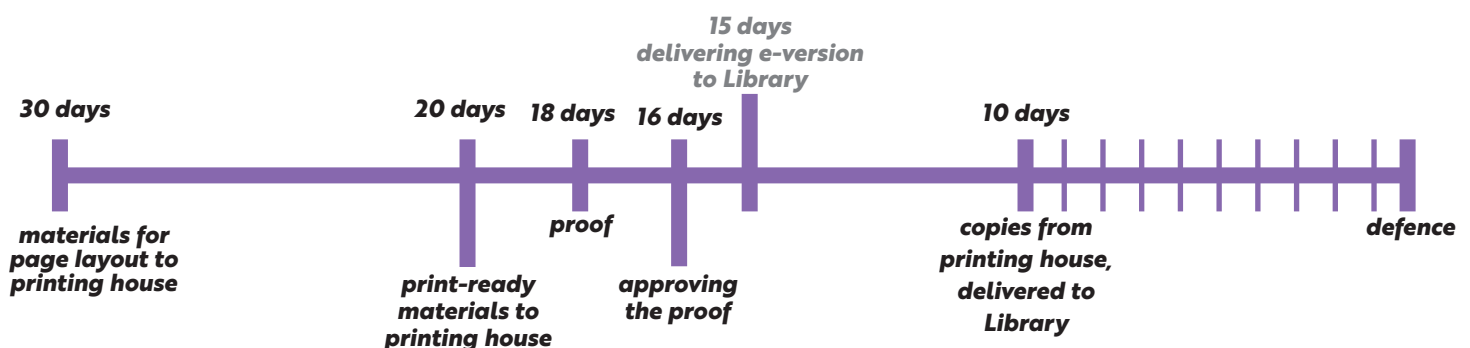 15 days
delivering e-version
to Library
30 days
20 days
18 days
16 days
10 days
materials for
page layout to
printing house
print-ready
materials to
printing house
proof
approving
the proof
copies from
printing house,
delivered to
Library
defence